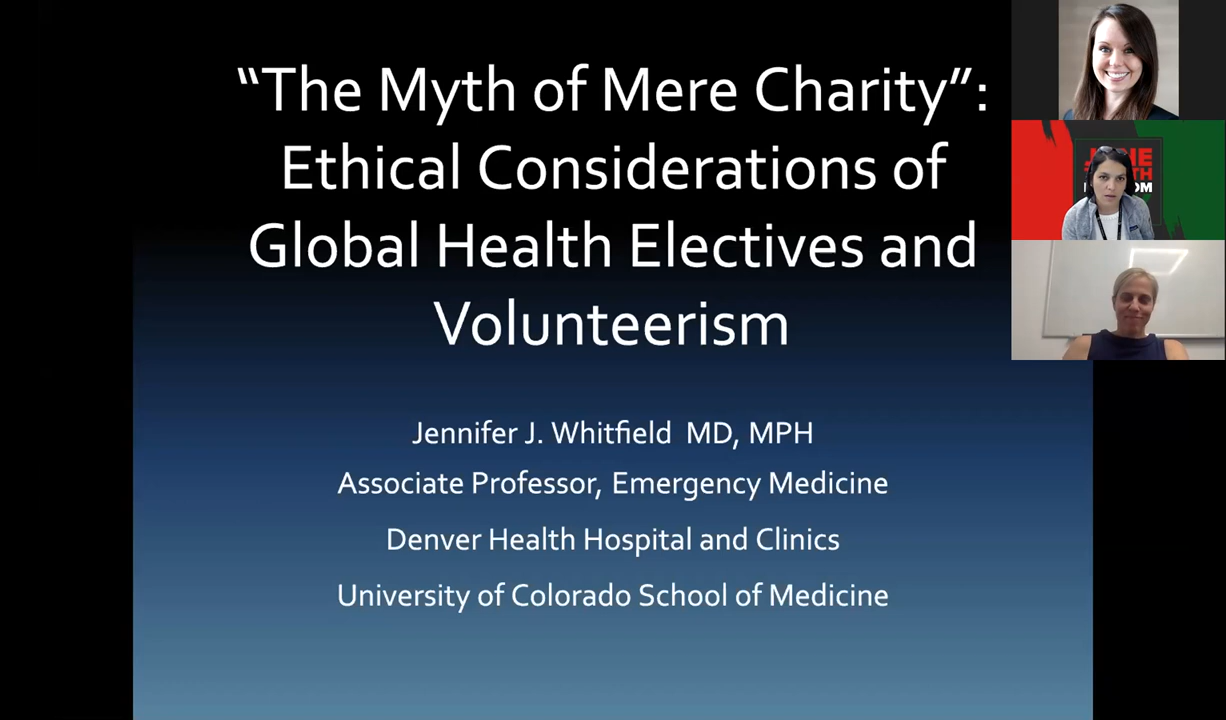 “The Myth of Mere Charity”:
Ethical Considerations of
Global Health Electives and
Volunteerism
Jennifer J. Whitfield  MD, MPH
Associate Professor, Emergency Medicine
Denver Health Hospital and Clinics
University of Colorado School of Medicine